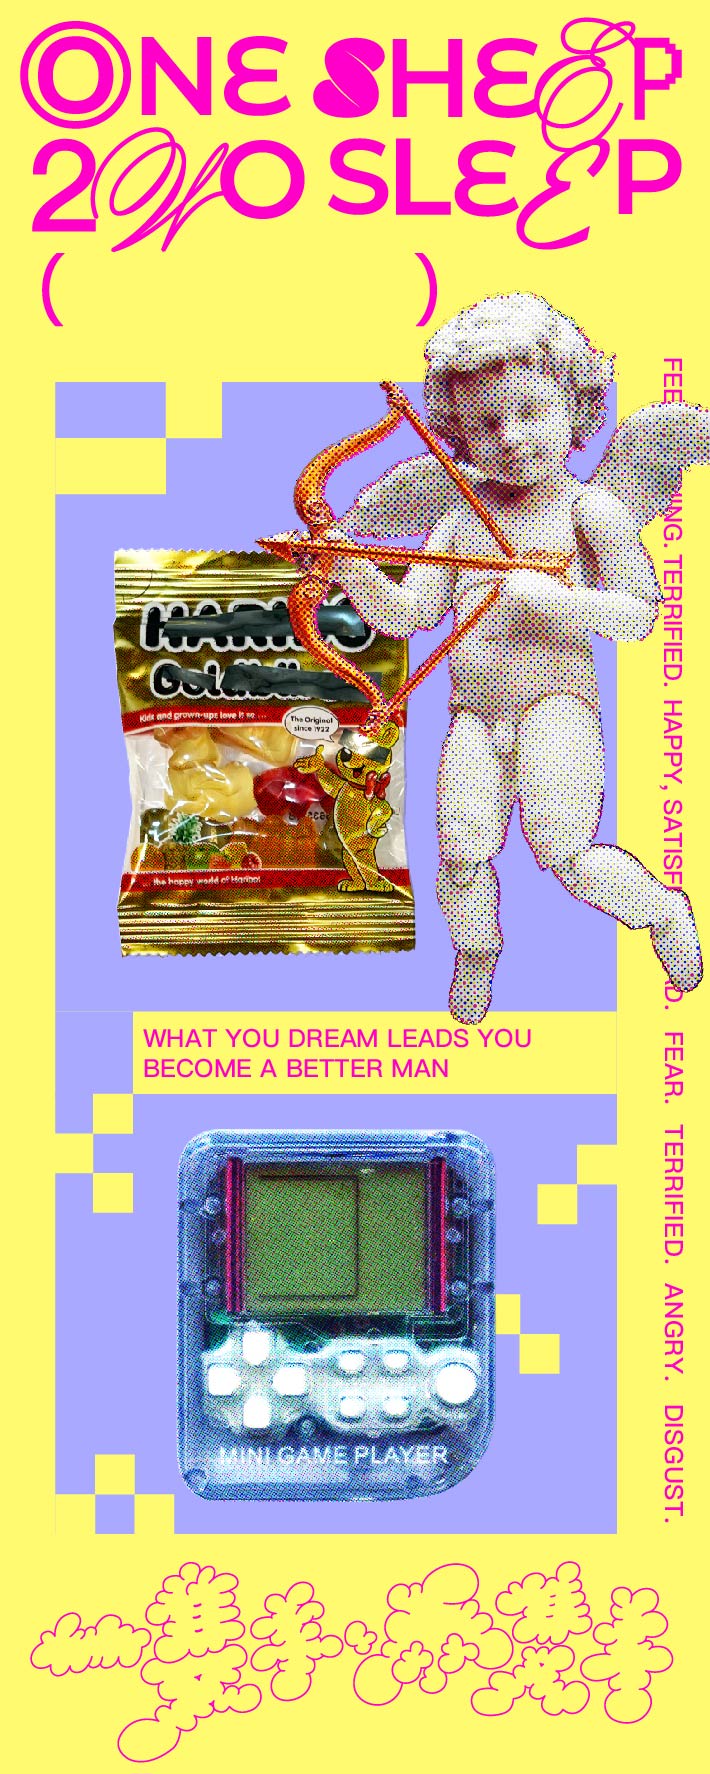 ONE SHEEP
2WO SLEEP
( )
Kids and grown-ups love it so ...
The Original
since 1922
... the happy world of Haribo!
WHAT YOU DREAM LEADS YOU
BECOME A BETTER MAN
MINI GAME PLAYER
TERRIFIED. HAPPY, FEAR. TERRIFIED. ANGRY. DISGUST.